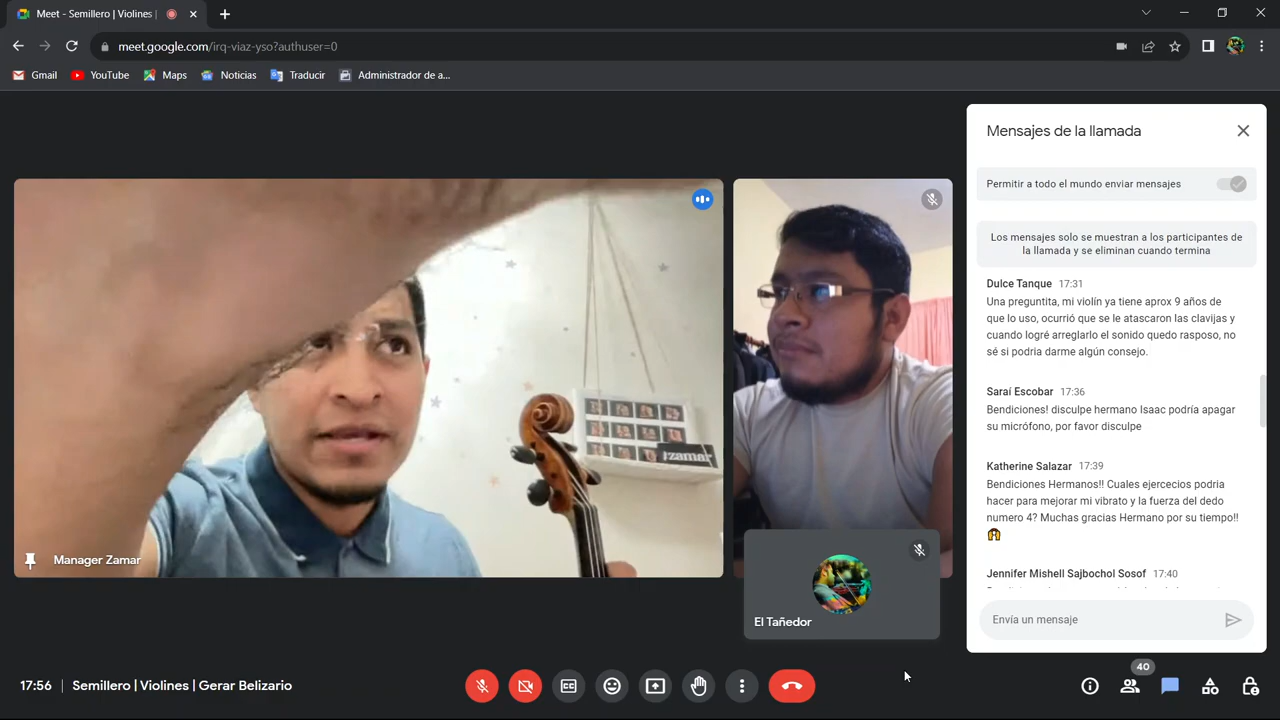 Meet - Semillero | Violines |
meet.google.com/irq-viaz-yso?authuser=0
Gmail
YouTube
Maps
Noticias
Traducir
Administrador de a...
Mensajes de la llamada
Permitir a todo el mundo enviar mensajes
Los mensajes solo se muestran a los participantes de
la llamada y se eliminan cuando termina
Dulce Tanque 17:31
Una preguntita, mi violín ya tiene aprox 9 años de
que lo uso, ocurrió que se le atascaron las clavijas y
cuando logré arreglarlo el sonido quedo rasposo, no
sé si podria darme algún consejo.
Saraí Escobar 17:36
Bendiciones! disculpe hermano Isaac podría apagar
su micrófono, por favor disculpe
Katherine Salazar 17:39
Bendiciones Hermanos!! Cuales ejercecios podria
hacer para mejorar mi vibrato y la fuerza del dedo
numero 4? Muchas gracias Hermano por su tiempo!!
Jennifer Mishell Sajbochol Sosof 17:40
Envía un mensaje
zamar
Manager Zamar
El Tañedor
17:56 | Semillero | Violines | Gerar Belizario
40